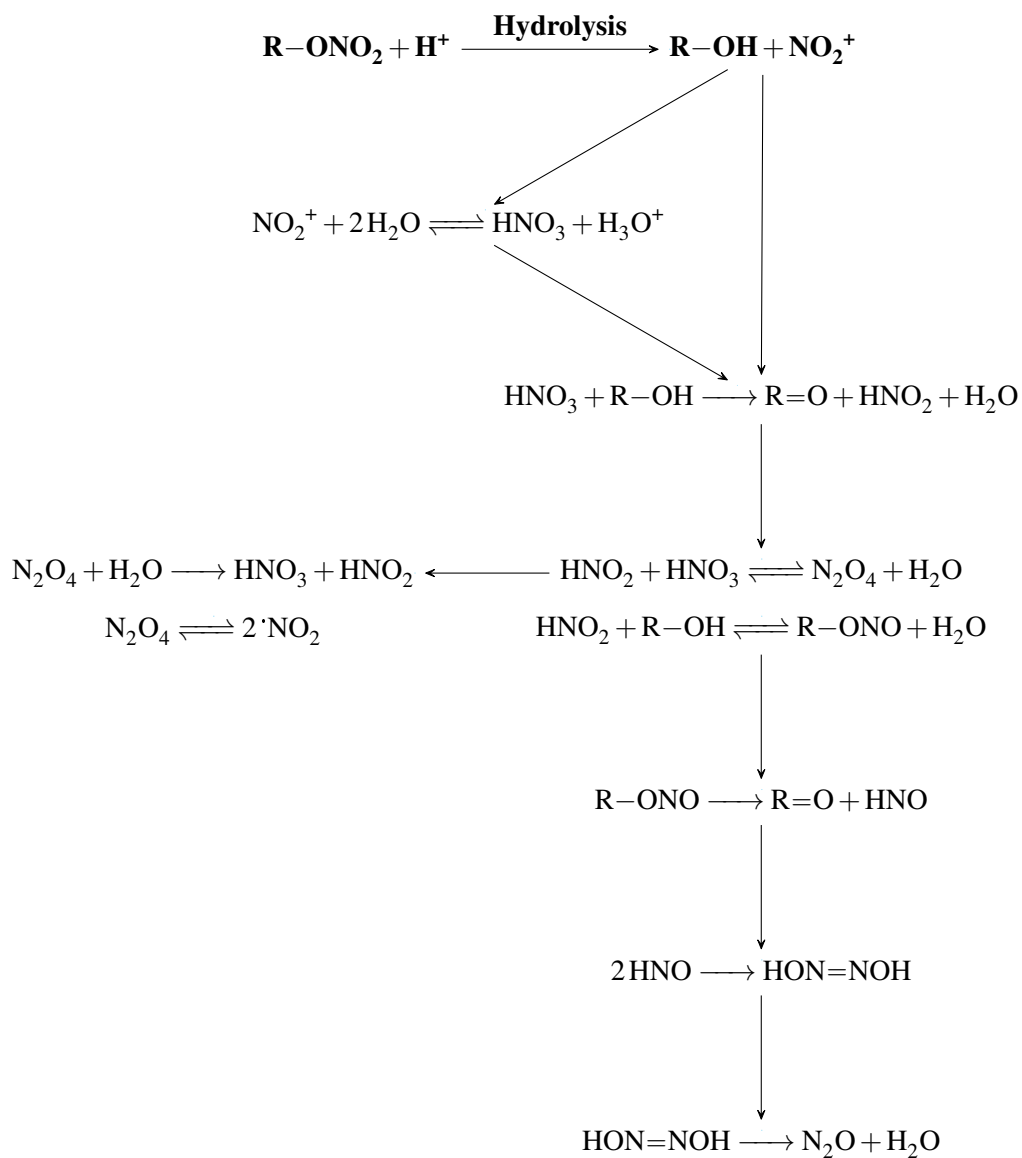 Hydrolysis
R−ONO₂ + H⁺ ⟶ R−OH + NO₂⁺
NO₂⁺ + 2 H₂O ⇌ HNO₃ + H₃O⁺
HNO₃ + R−OH ⟶ R=O + HNO₂ + H₂O
N₂O₄ + H₂O ⟶ HNO₃ + HNO₂
HNO₂ + HNO₃ ⇌ N₂O₄ + H₂O
N₂O₄ ⇌ 2 ·NO₂
HNO₂ + R−OH ⇌ R−ONO + H₂O
R−ONO ⟶ R=O + HNO
2 HNO ⟶ HON=NOH
HON=NOH ⟶ N₂O + H₂O